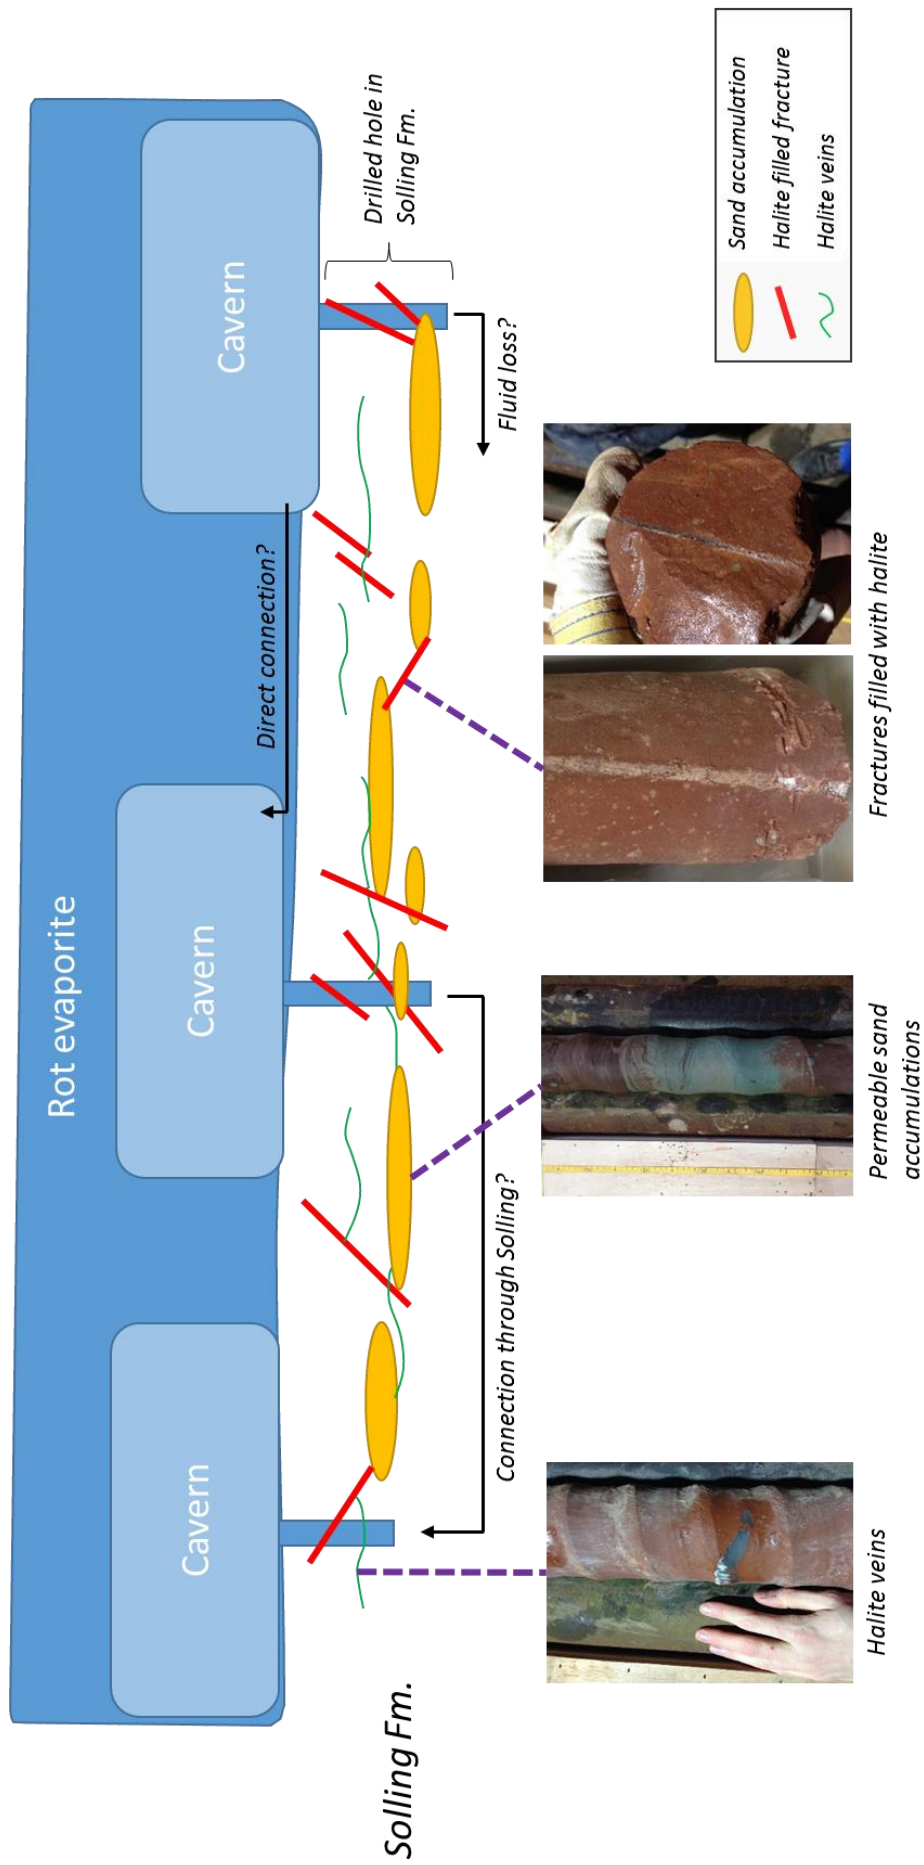 Rot evaporite
Cavern
Cavern
Cavern
Direct connection?
Drilled hole in
Solling Fm.
Solling Fm.
Fluid loss?
Connection through Solling?
Halite veins
Permeable sand
accumulations
Fractures filled with halite
Sand accumulation
Halite filled fracture
Halite veins